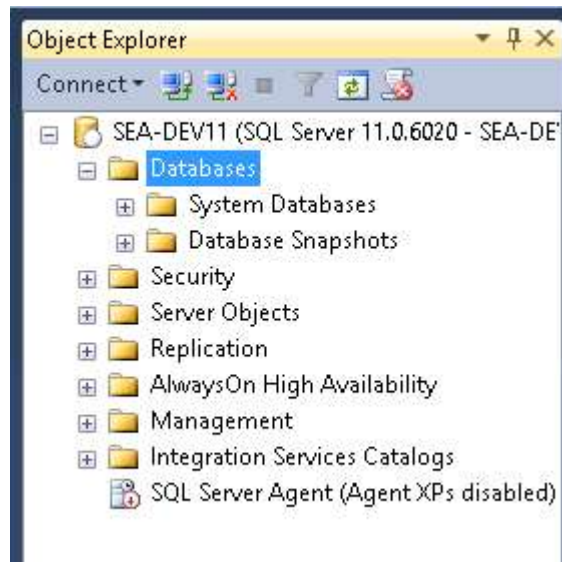 Object Explorer
Connect
SEA-DEV11 (SQL Server 11.0.6020 - SEA-DE
Databases
System Databases
Database Snapshots
Security
Server Objects
Replication
AlwaysOn High Availability
Management
Integration Services Catalogs
SQL Server Agent (Agent XPs disabled)